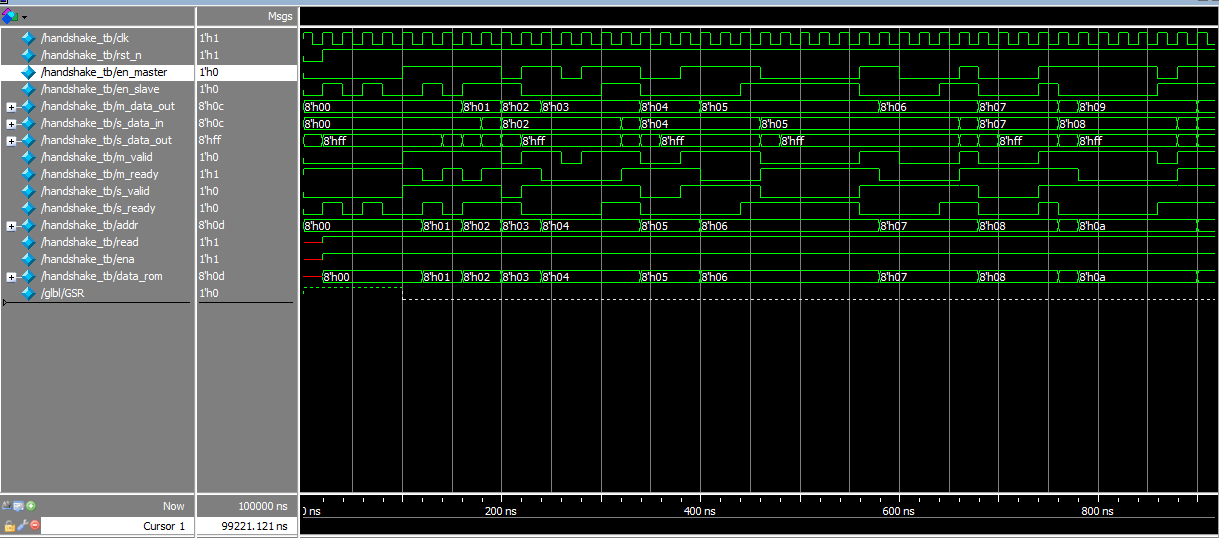 Msgs
/handshake_tb/clk 1'h1
/handshake_tb/rst_n 1'h1
/handshake_tb/en_master 1'h0
/handshake_tb/en_slave 1'h0
/handshake_tb/m_data_out 8'h0c 8'h00 8'h01 8'h02 8'h03 8'h04 8'h05 8'h06 8'h07 8'h09
/handshake_tb/s_data_in 8'h0c 8'h00 8'h02 8'h04 8'h05 8'h07 8'h08
/handshake_tb/s_data_out 8'hff 8'hff 8'hff 8'hff 8'hff 8'hff 8'hff
/handshake_tb/m_valid 1'h0
/handshake_tb/m_ready 1'h1
/handshake_tb/s_valid 1'h0
/handshake_tb/s_ready 1'h0
/handshake_tb/addr 8'h0d 8'h00 8'h01 8'h02 8'h03 8'h04 8'h05 8'h06 8'h07 8'h08 8'h0a
/handshake_tb/read 1'h1
/handshake_tb/ena 1'h1
/handshake_tb/data_rom 8'h0d 8'h00 8'h01 8'h02 8'h03 8'h04 8'h05 8'h06 8'h07 8'h08 8'h0a
/glbl/GSR 1'h0
Now 100000 ns ns 200 ns 400 ns 600 ns 800 ns
Cursor 1 99221.121 ns